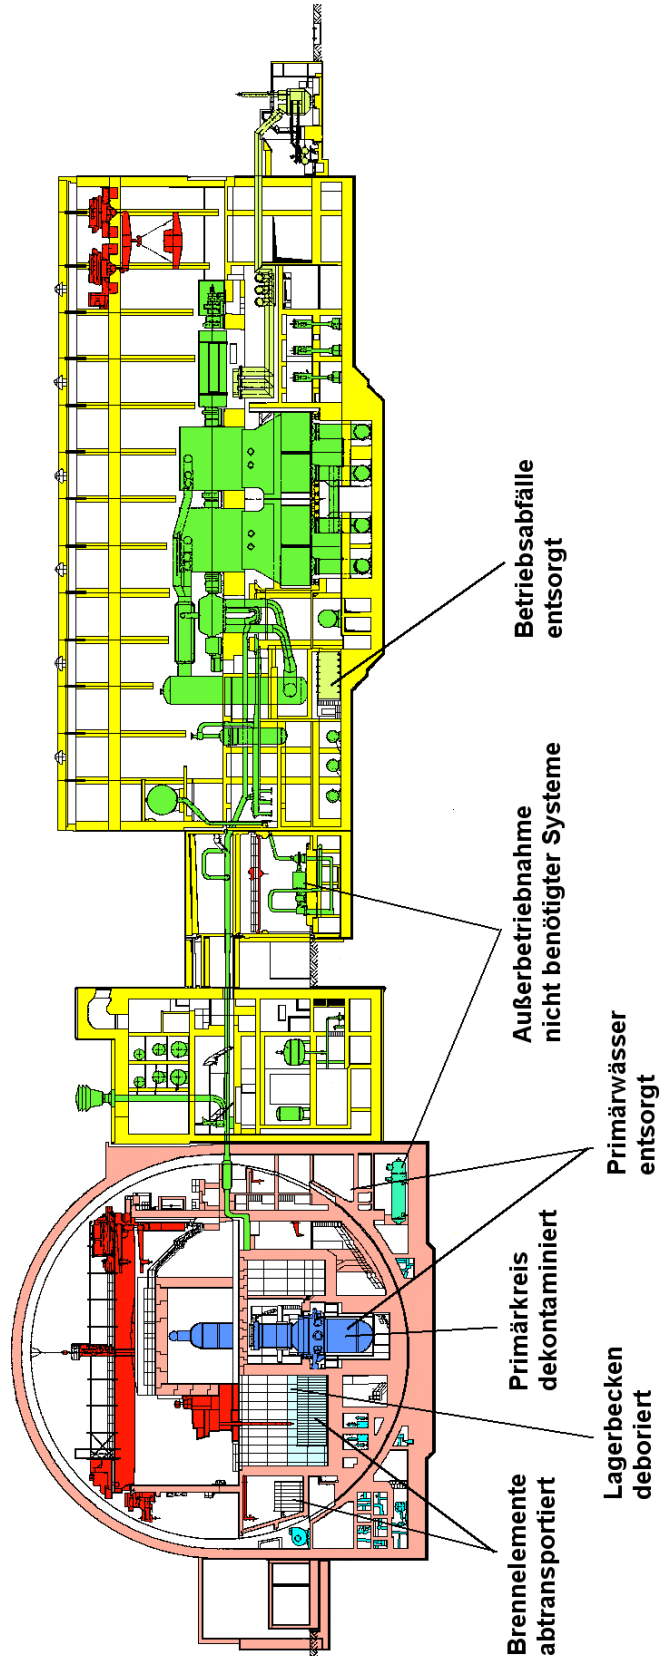 Brennelemente
abtransportiert
Lagerbecken
deboriert
Primärkreis
dekontaminiert
Primärwässer
entsorgt
Außerbetriebnahme
nicht benötigter Systeme
Betriebsabfälle
entsorgt